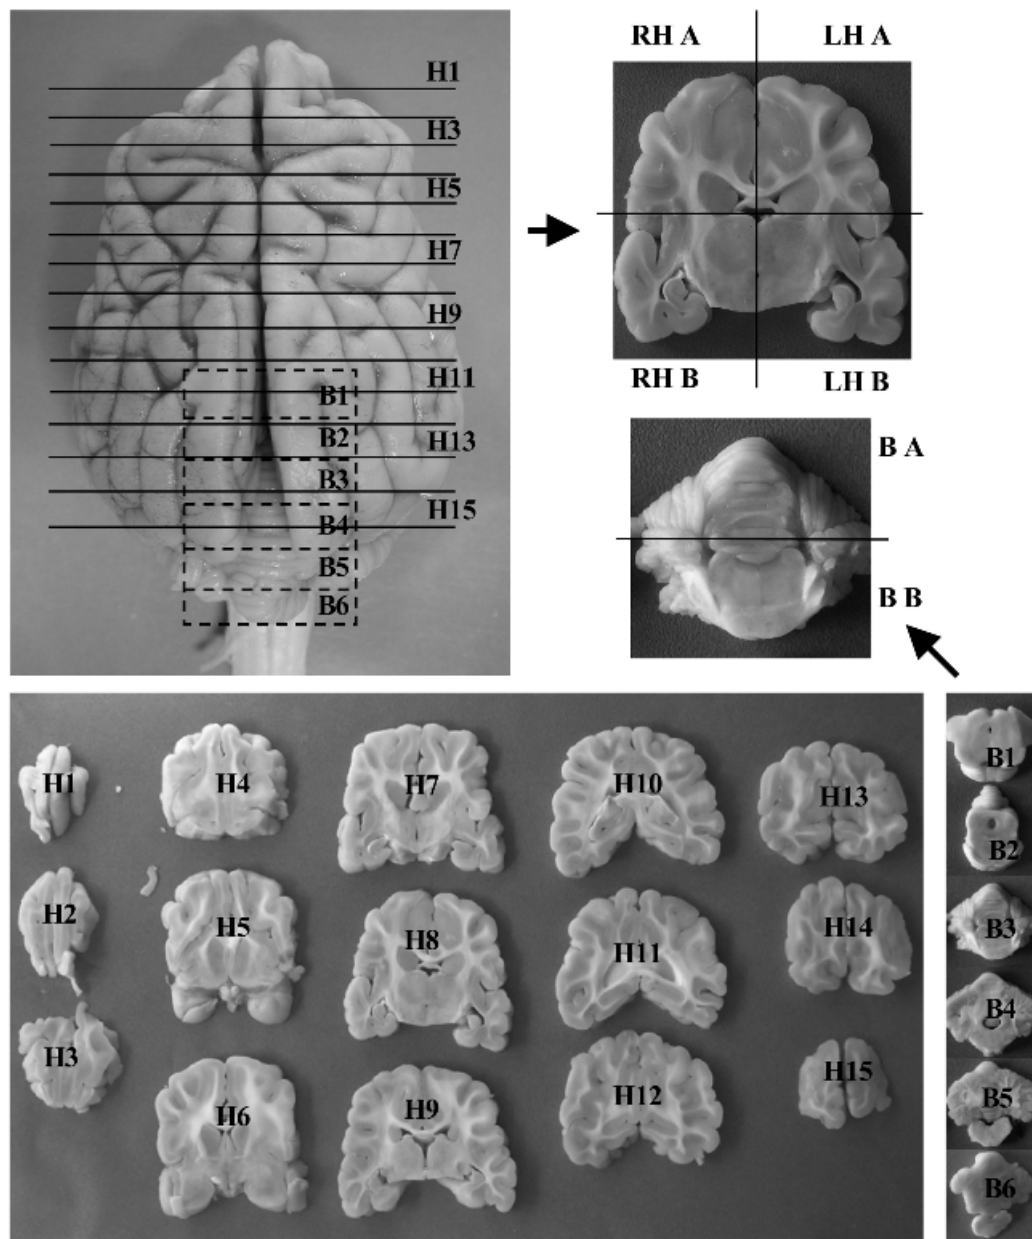 H1
H3
H5
H7
H9
H11
B1
B2
H13
B3
H15
B4
B5
B6
RH A LH A
RH B LH B
B A
B B
H1 H4 H7 H10 H13
H2 H5 H8 H11 H14
H3 H6 H9 H12 H15
B1
B2
B3
B4
B5
B6